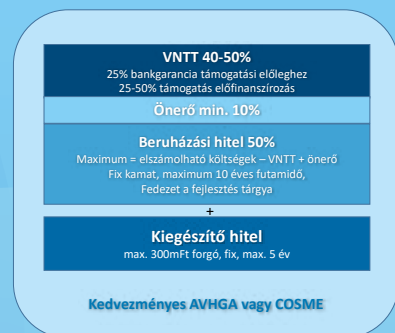 VNTT 40-50%
25% bankgarancia támogatási előleghez
25-50% támogatás előfinanszírozás
Önerő min. 10%
Beruházási hitel 50%
Maximum = elszámolható költségek – VNTT + önerő
Fix kamat, maximum 10 éves futamidő,
Fedezet a fejlesztés tárgya
+
Kiegészítő hitel
max. 300mFt forgó, fix, max. 5 év
Kedvezményes AVHGA vagy COSME